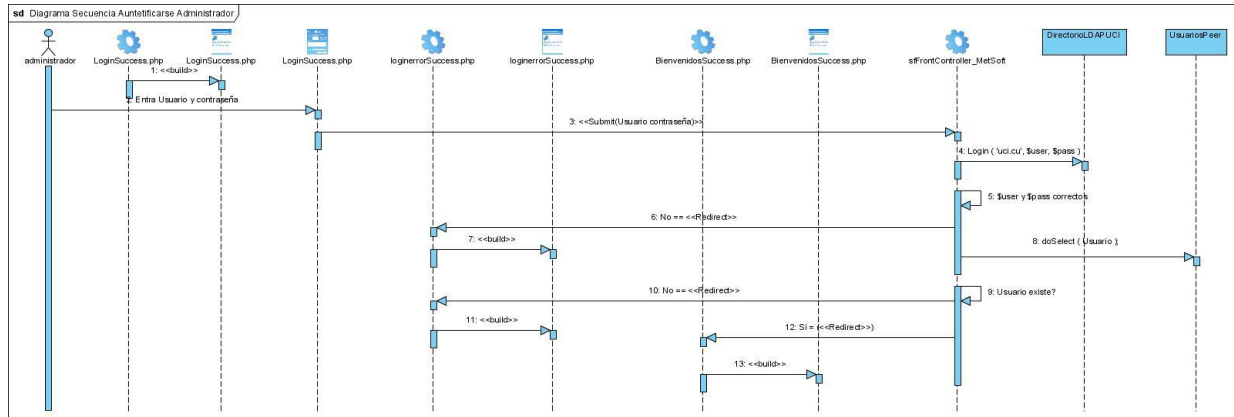 sd Diagrama Secuencia Auntetificarse Administrador
administrador
LoginSuccess.php
LoginSuccess.php
LoginSuccess.php
loginerrorSuccess.php
loginerrorSuccess.php
BienvenidosSuccess.php
BienvenidosSuccess.php
sfFrontController_MetSoft
DirectorioLDAPUCI
UsuariosPeer
1: <<build>>
2: Entra Usuario y contraseña
3: <<Submit(Usuario contraseña)>>
4: Login ( 'uci.cu', $user, $pass )
5: $user y $pass correctos
6: No == <<Redirect>>
7: <<build>>
8: doSelect ( Usuario );
9: Usuario existe?
10: No == <<Redirect>>
11: <<build>>
12: Si = (<<Redirect>>)
13: <<build>>